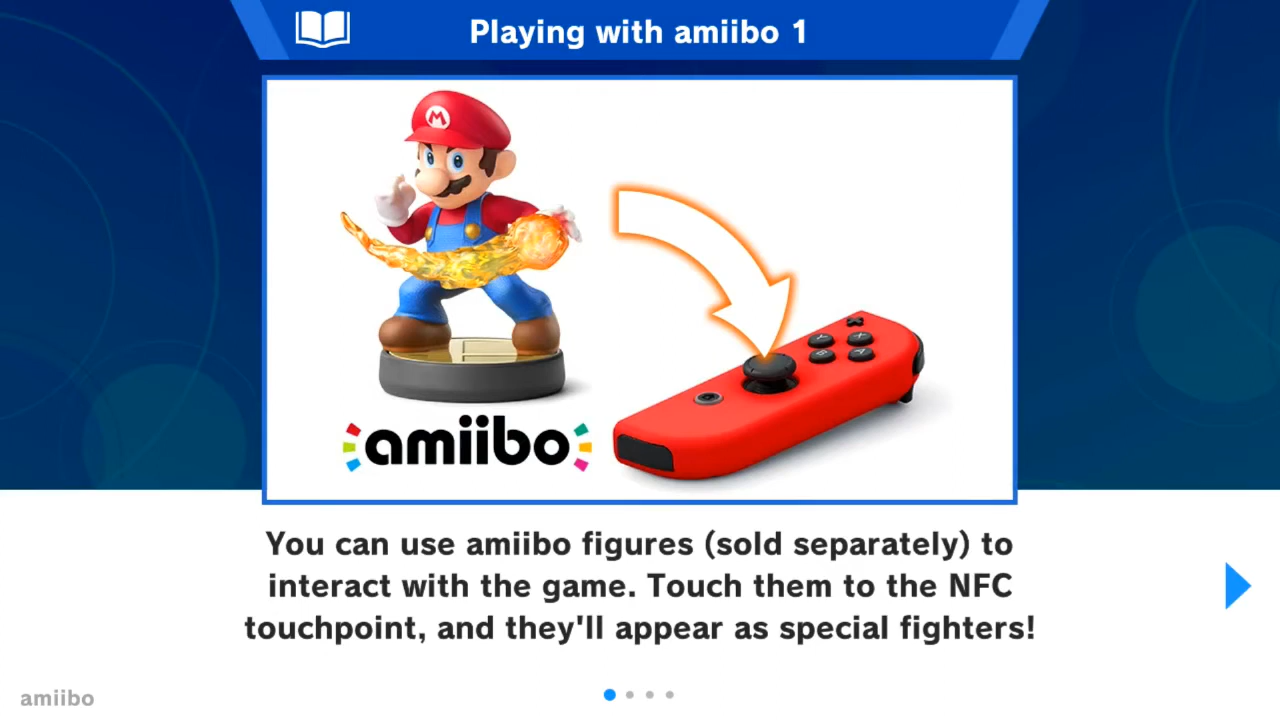 Playing with amiibo 1
M
amiibo
Y
X
B
A
You can use amiibo figures (sold separately) to
interact with the game. Touch them to the NFC
touchpoint, and they'll appear as special fighters!
amiibo